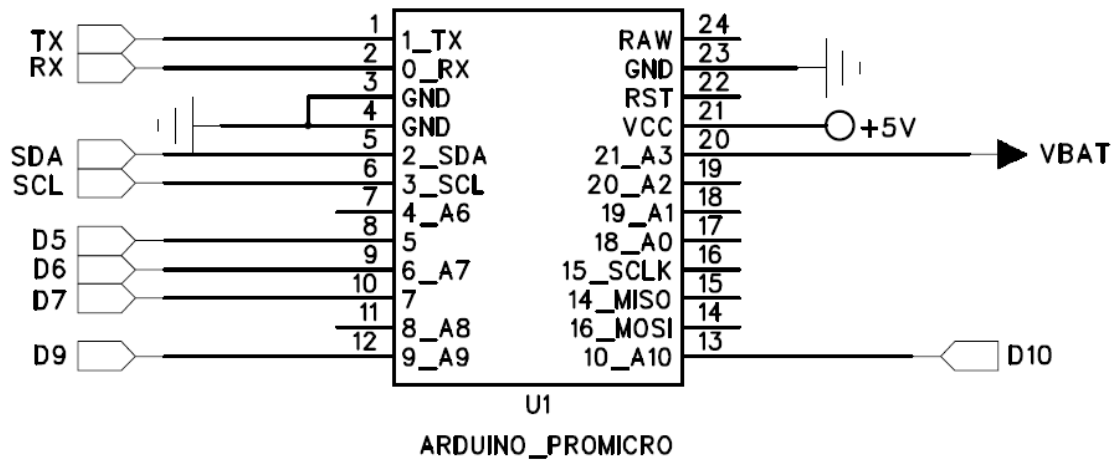 TX 1 1_TX RAW 24
RX 2 0_RX GND 23
3 GND RST 22
4 GND VCC 21 +5V
SDA 5 2_SDA 21_A3 20 VBAT
SCL 6 3_SCL 20_A2 19
7 4_A6 19_A1 18
D5 8 5 18_A0 17
D6 9 6_A7 15_SCLK 16
D7 10 7 14_MISO 15
11 8_A8 16_MOSI 14
D9 12 9_A9 10_A10 13 D10
U1
ARDUINO_PROMICRO